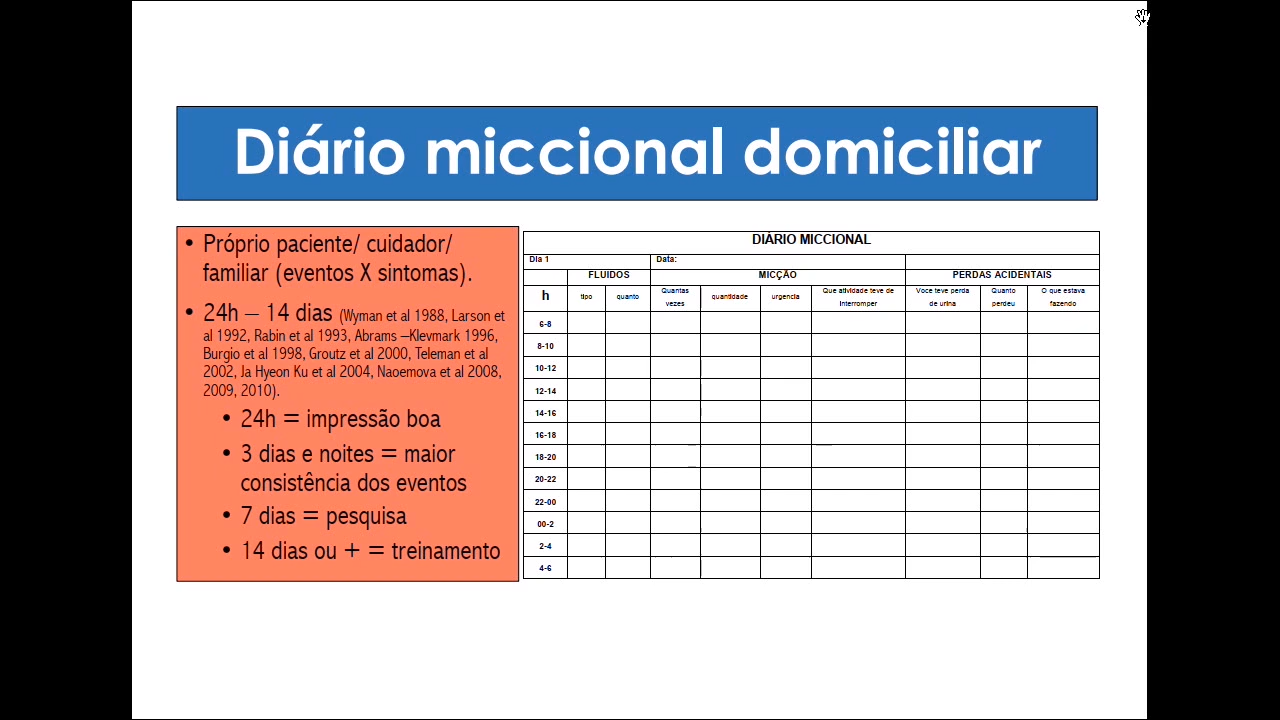 Diário miccional domiciliar
• Próprio paciente/ cuidador/
familiar (eventos X sintomas).
• 24h – 14 dias (Wyman et al 1988, Larson et
al 1992, Rabin et al 1993, Abrams –Klevmark 1996,
Burgio et al 1998, Groutz et al 2000, Teleman et al
2002, Ja Hyeon Ku et al 2004, Naoemova et al 2008,
2009, 2010).
• 24h = impressão boa
• 3 dias e noites = maior
consistência dos eventos
• 7 dias = pesquisa
• 14 dias ou + = treinamento
DIÁRIO MICCIONAL
Dia 1 Data:
FLUIDOS MICÇÃO PERDAS ACIDENTAIS
h tipo quanto Quantas vezes quantidade urgencia Que atividade teve de interromper Voce teve perda de urina Quanto perdeu O que estava fazendo
6-8
8-10
10-12
12-14
14-16
16-18
18-20
20-22
22-00
00-2
2-4
4-6